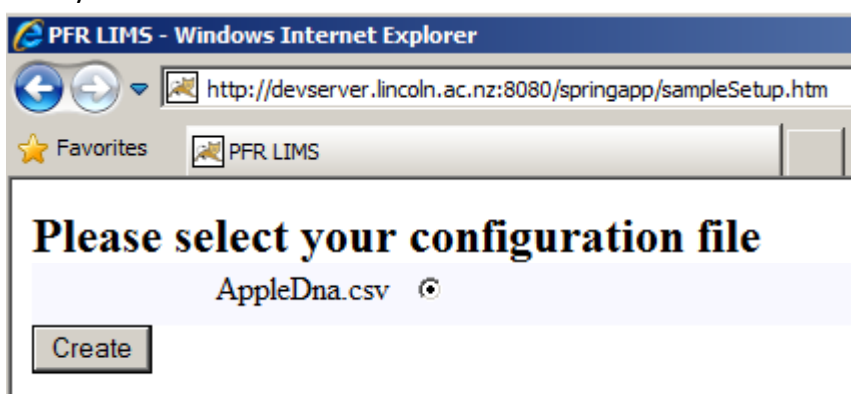 PFR LIMS - Windows Internet Explorer
http://devserver.lincoln.ac.nz:8080/springapp/sampleSetup.htm
Favorites PFR LIMS
Please select your configuration file
AppleDna.csv
Create